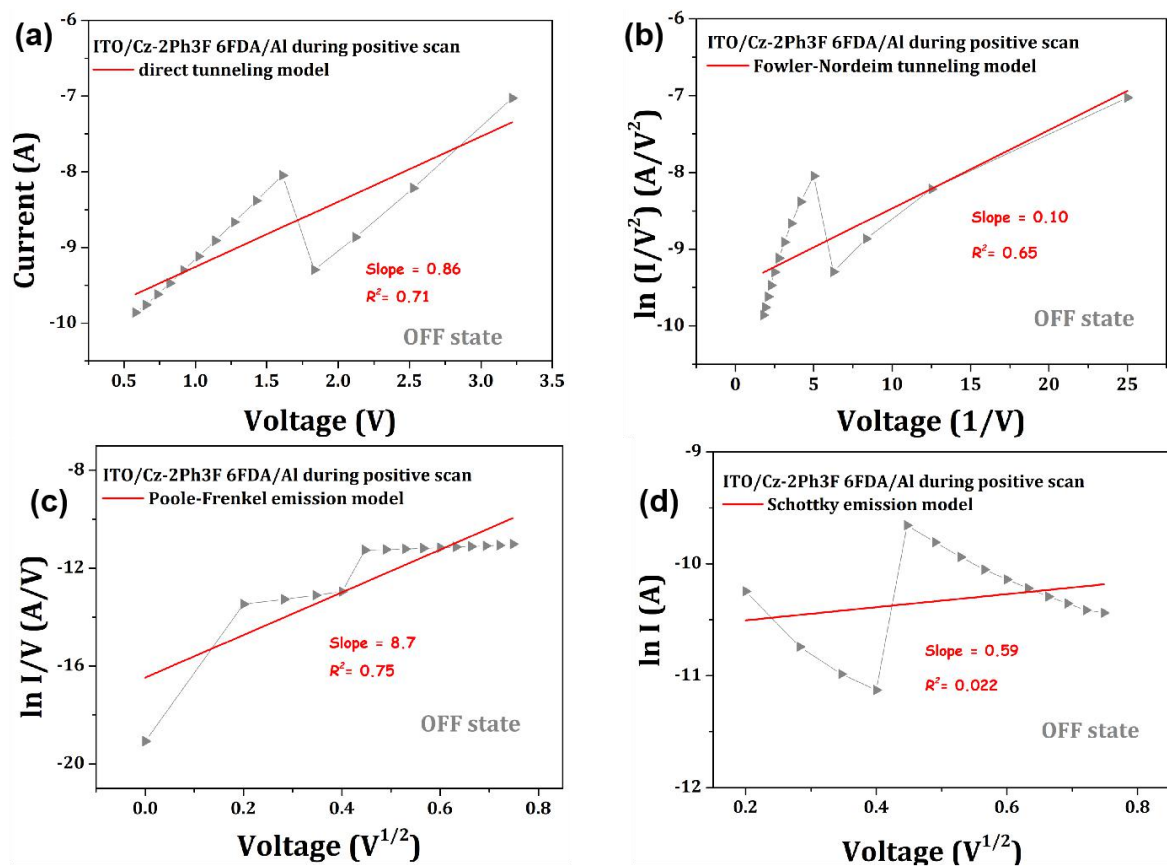 (a)
ITO/Cz-2Ph3F 6FDA/Al during positive scan
direct tunneling model
Current (A)
-6
-7
-8
-9
-10
Slope = 0.86
R²= 0.71
OFF state
0.5 1.0 1.5 2.0 2.5 3.0 3.5
Voltage (V)
(b)
ITO/Cz-2Ph3F 6FDA/Al during positive scan
Fowler-Nordeim tunneling model
ln (I/V²) (A/V²)
-6
-7
-8
-9
-10
Slope = 0.10
R²= 0.65
OFF state
0 5 10 15 20 25
Voltage (1/V)
(c)
ITO/Cz-2Ph3F 6FDA/Al during positive scan
Poole-Frenkel emission model
ln I/V (A/V)
-8
-12
-16
-20
Slope = 8.7
R²= 0.75
OFF state
0.0 0.2 0.4 0.6 0.8
Voltage (V^1/2)
(d)
ITO/Cz-2Ph3F 6FDA/Al during positive scan
Schottky emission model
ln I (A)
-9
-10
-11
-12
Slope = 0.59
R²= 0.022
OFF state
0.2 0.4 0.6 0.8
Voltage (V^1/2)